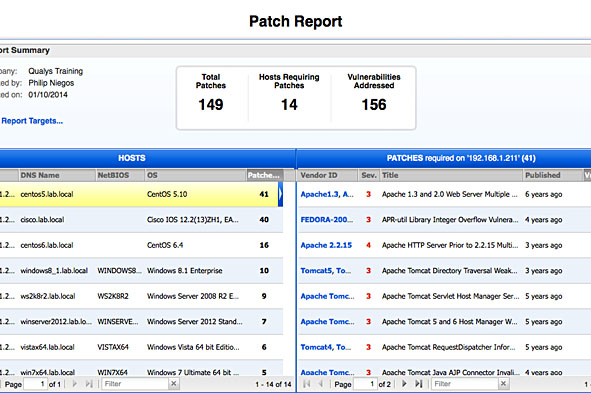 Patch Report
ort Summary
pany: Qualys Training
ted by: Philip Niegos
ted on: 01/10/2014
Report Targets...
Total Patches
149
Hosts Requiring Patches
14
Vulnerabilities Addressed
156
HOSTS
DNS Name NetBIOS OS Patche...
1.2... centos5.lab.local CentOS 5.10 41
1.2... cisco.lab.local Cisco IOS 12.2(13)ZH1, EA... 40
1.2... centos6.lab.local CentOS 6.4 16
1.2... windows8_1.lab.local WINDOWS8... Windows 8.1 Enterprise 10
1.2... ws2k8r2.lab.local WS2K8R2 Windows Server 2008 R2 E... 9
1.2... winserver2012.lab.lo... WINSERVE... Windows Server 2012 Stand... 7
1.2... vistax64.lab.local VISTAX64 Windows Vista 64 bit Editio... 6
1.2... win7x64.lab.local WIN7X64 Windows 7 Ultimate 64 bit ... 5
Page 1 of 1 Filter 1 - 14 of 14
PATCHES required on '192.168.1.211' (41)
Vendor ID Sev. Title Published
Apache1.3, A... 3 Apache 1.3 and 2.0 Web Server Multiple ... 6 years ago
FEDORA-200... 3 APR-util Library Integer Overflow Vulnera... 4 years ago
Apache 2.2.15 4 Apache HTTP Server Prior to 2.2.15 Multi... 3 years ago
Tomcat5, To... 3 Apache Tomcat Directory Traversal Weak... 3 years ago
Apache Tomc... 3 Apache Tomcat Servlet Host Manager Ser... 5 years ago
Apache Tomc... 3 Apache Tomcat 5 and 6 Host Manager W... 5 years ago
Tomcat4, To... 3 Apache Tomcat RequestDispatcher Infor... 5 years ago
Apache Tomc... 3 Apache Tomcat Java AJP Connector Invali... 4 years ago
Page 1 of 2 Filter